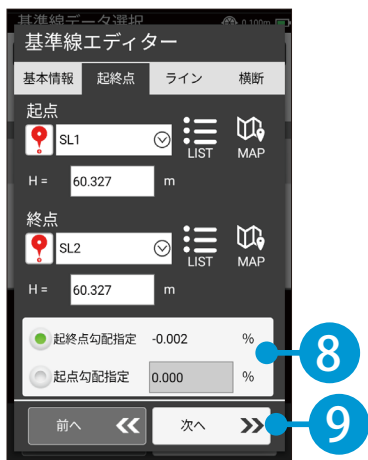 基準線データ選択 0.100m
基準線エディター
基本情報 起終点 ライン 横断
起点
SL1 LIST MAP
H = 60.327 m
終点
SL2 LIST MAP
H = 60.327 m
起終点勾配指定 -0.002 %
8
起点勾配指定 0.000 %
前へ 次へ
9